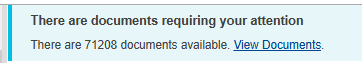 There are documents requiring your attention
There are 71208 documents available. View Documents.